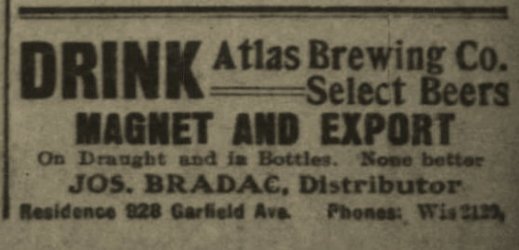 DRINK Atlas Brewing Co.
Select Beers
MAGNET AND EXPORT
On Draught and in Bottles. None better
JOS. BRADAC, Distributor
Residence 928 Garfield Ave. Phones: Wis 2129,